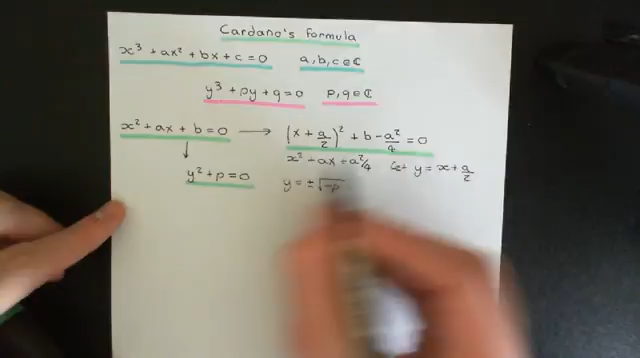 Cardano's Formula
x³ + ax² + bx + c = 0   a, b, c ∈ ℂ
y³ + py + q = 0   p, q ∈ ℂ
x² + ax + b = 0 → (x + a/2)² + b - a²/4 = 0
x² + ax + a²/4   Let y = x + a/2
↓
y² + p = 0   y = ± √-p